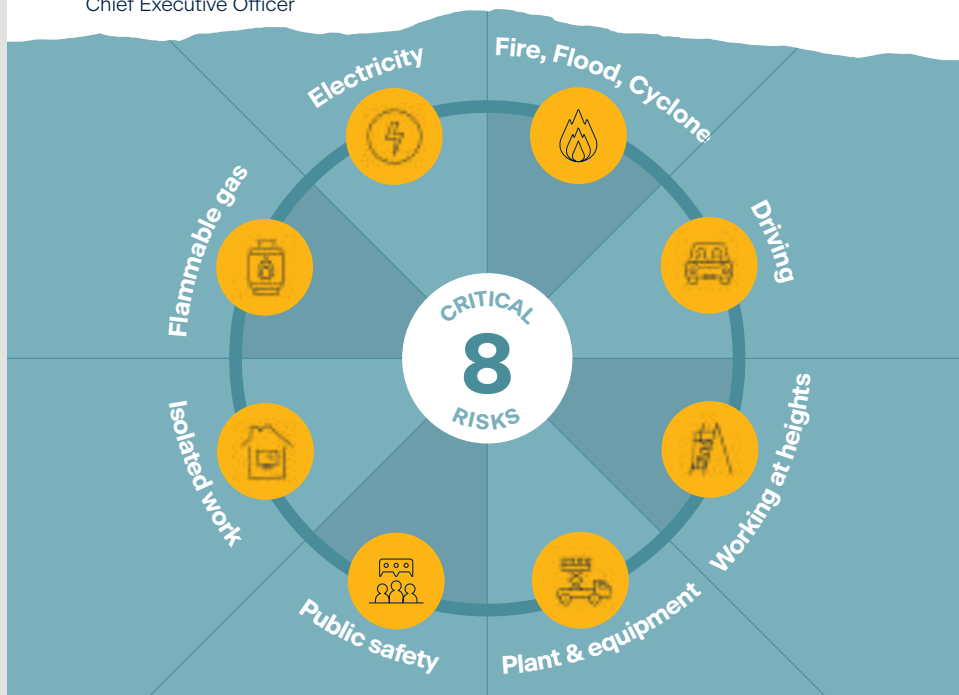 Chief Executive Officer
Electricity
Fire, Flood, Cyclone
Flammable gas
Driving
CRITICAL
8
RISKS
Isolated work
Working at heights
Public safety
Plant & equipment